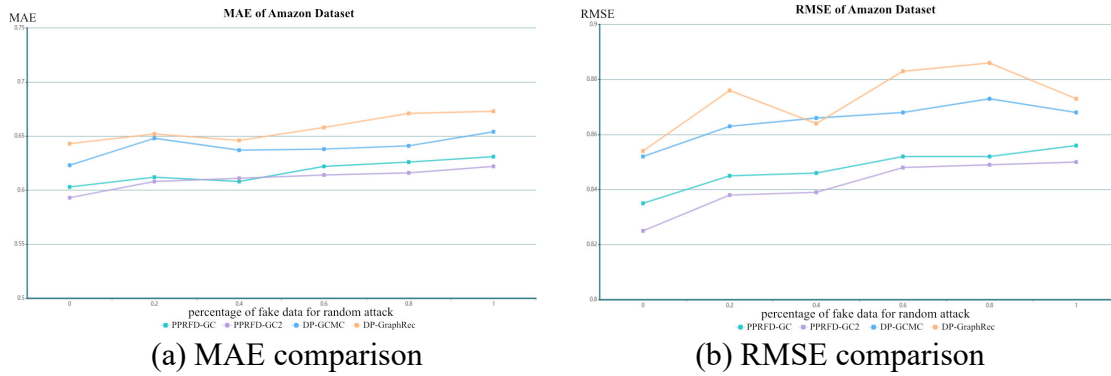 MAE of Amazon Dataset
MAE
0.75
0.7
0.65
0.6
0.55
0.5
0 0.2 0.4 0.6 0.8 1
percentage of fake data for random attack
PPRFD-GC PPRFD-GC2 DP-GCMC DP-GraphRec
(a) MAE comparison
RMSE of Amazon Dataset
RMSE
0.9
0.88
0.86
0.84
0.82
0.8
0 0.2 0.4 0.6 0.8 1
percentage of fake data for random attack
PPRFD-GC PPRFD-GC2 DP-GCMC DP-GraphRec
(b) RMSE comparison